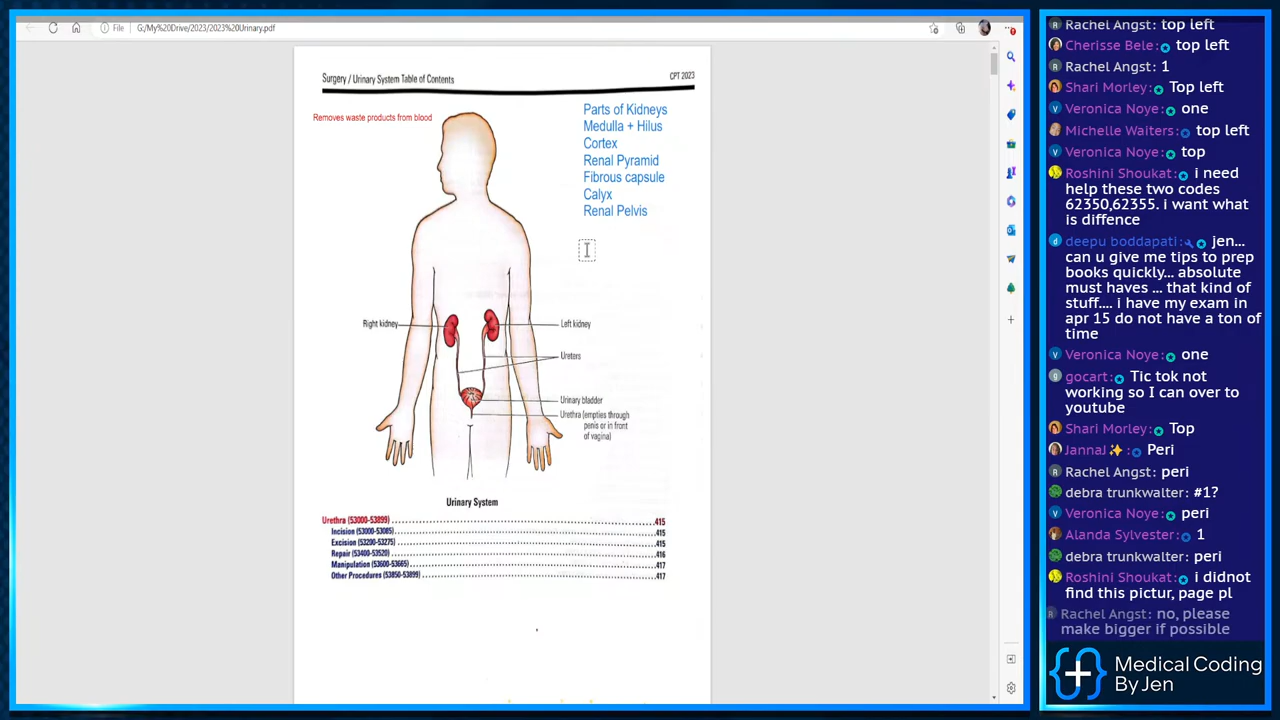 File
G:/My%20Drive/2023/2023%20Urinary.pdf
Surgery / Urinary System Table of Contents
CPT 2023
Removes waste products from blood
Parts of Kidneys
Medulla + Hilus
Cortex
Renal Pyramid
Fibrous capsule
Calyx
Renal Pelvis
Right kidney
Left kidney
Ureters
Urinary bladder
Urethra (empties through
penis or in front
of vagina)
Urinary System
Urethra (53000-53899) 415
Incision (53000-53085) 415
Excision (53200-53275) 415
Repair (53400-53520) 416
Manipulation (53600-53665) 417
Other Procedures (53850-53899) 417
Rachel Angst: top left
Cherisse Bele: top left
Rachel Angst: 1
Shari Morley: Top left
Veronica Noye: one
Michelle Waiters: top left
Veronica Noye: top
Roshini Shoukat: i need
help these two codes
62350,62355. i want what
is diffence
deepu boddapati: jen...
can u give me tips to prep
books quickly... absolute
must haves ... that kind of
stuff.... i have my exam in
apr 15 do not have a ton of
time
Veronica Noye: one
gocart: Tic tok not
working so I can over to
youtube
Shari Morley: Top
JannaJ✨: Peri
Rachel Angst: peri
debra trunkwalter: #1?
Veronica Noye: peri
Alanda Sylvester: 1
debra trunkwalter: peri
Roshini Shoukat: i didnot
find this pictur, page pl
Rachel Angst: no, please
make bigger if possible
Medical Coding
By Jen